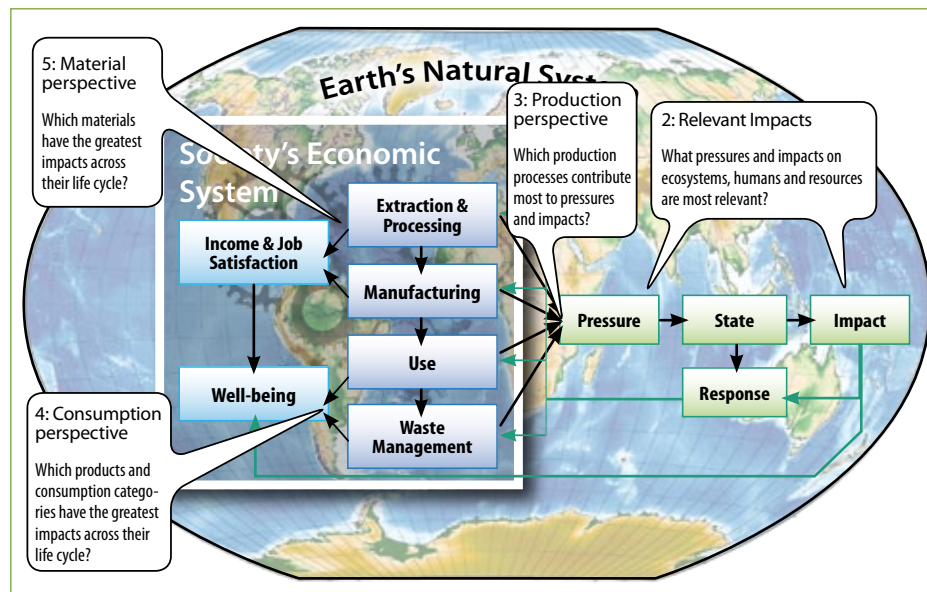 Earth's Natural Syst
5: Material
perspective
Which materials
have the greatest
impacts across
their life cycle?
3: Production
perspective
Which production
processes contribute
most to pressures
and impacts?
2: Relevant Impacts
What pressures and impacts on
ecosystems, humans and resources
are most relevant?
Society's Economic
System
Extraction &
Processing
Income & Job
Satisfaction
Manufacturing
Pressure
State
Impact
Use
Well-being
Response
Waste
Management
4: Consumption
perspective
Which products and
consumption catego-
ries have the greatest
impacts across their
life cycle?